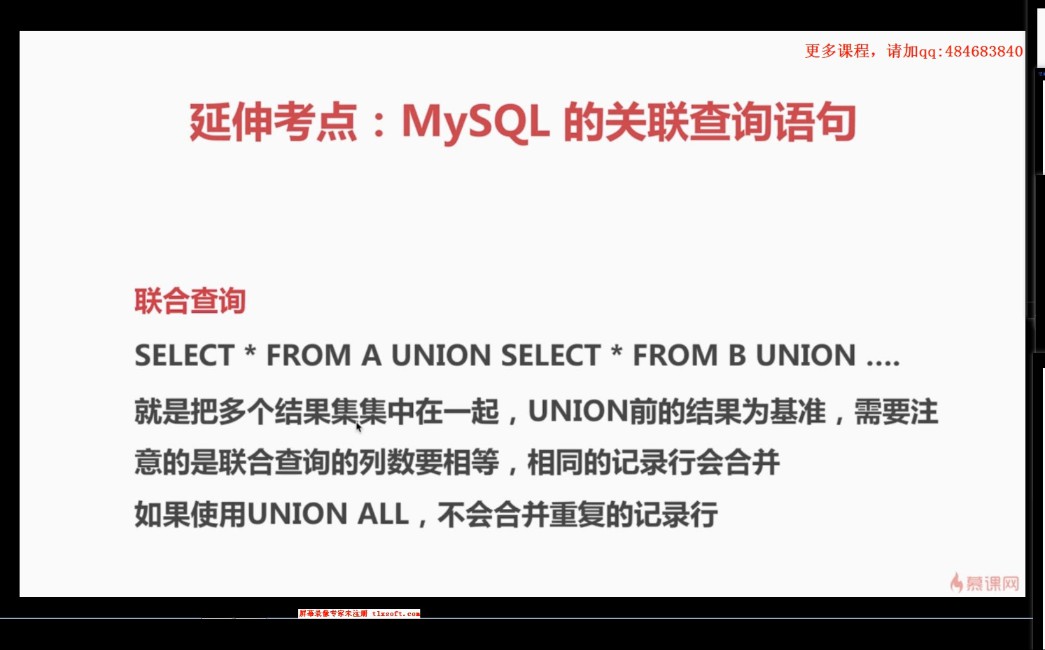 更多课程，请加qq:484683840
延伸考点：MySQL 的关联查询语句
联合查询
SELECT * FROM A UNION SELECT * FROM B UNION ....
就是把多个结果集集中在一起，UNION前的结果为基准，需要注
意的是联合查询的列数要相等，相同的记录行会合并
如果使用UNION ALL，不会合并重复的记录行
慕课网
屏幕录像专家未注册 tlxsoft.com